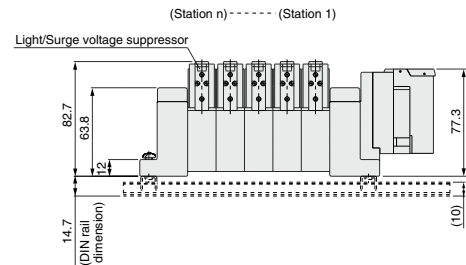 (Station n) ------ (Station 1)
Light/Surge voltage suppressor
82.7
63.8
12
77.3
14.7
(DIN rail
dimension)
(10)